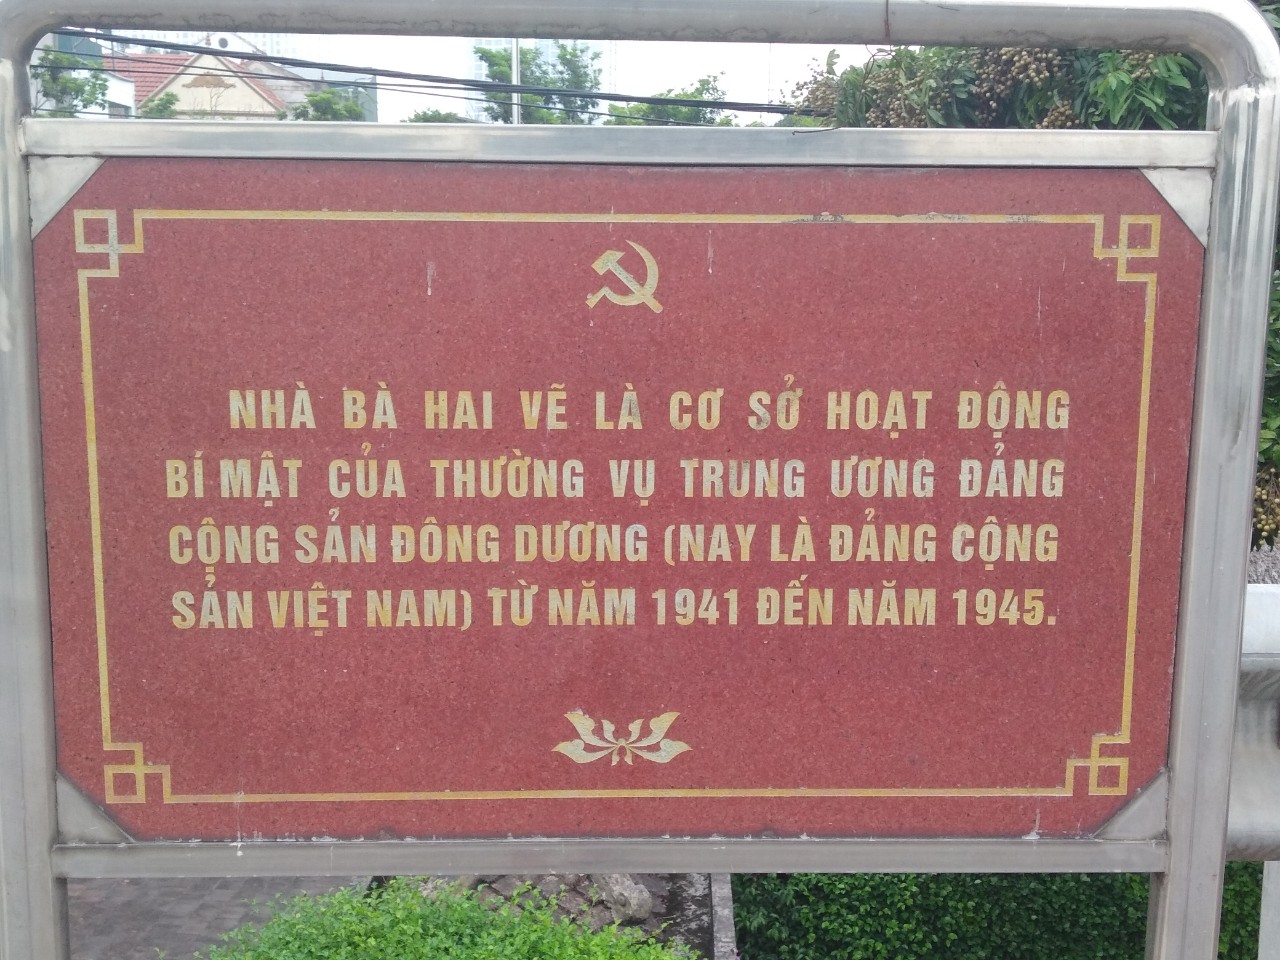 NHÀ BÀ HAI VẼ LÀ CƠ SỞ HOẠT ĐỘNG
BÍ MẬT CỦA THƯỜNG VỤ TRUNG ƯƠNG ĐẢNG
CỘNG SẢN ĐÔNG DƯƠNG (NAY LÀ ĐẢNG CỘNG
SẢN VIỆT NAM) TỪ NĂM 1941 ĐẾN NĂM 1945.